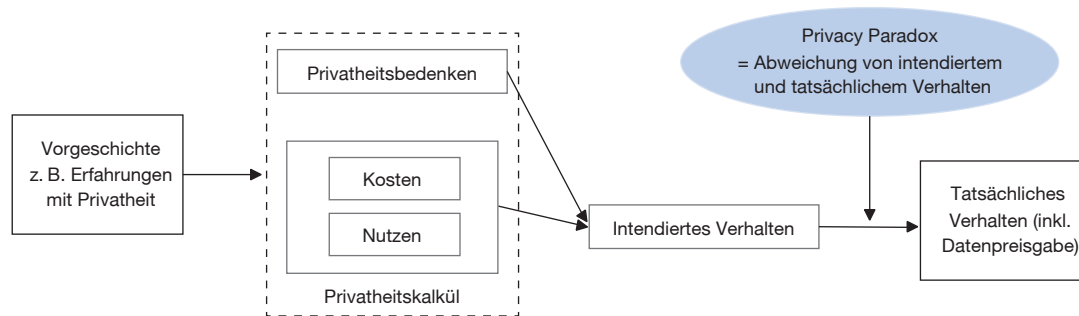 Vorgeschichte
z. B. Erfahrungen
mit Privatheit
Privatheitsbedenken
Kosten
Nutzen
Privatheitskalkül
Intendiertes Verhalten
Privacy Paradox
= Abweichung von intendiertem
und tatsächlichem Verhalten
Tatsächliches
Verhalten (inkl.
Datenpreisgabe)